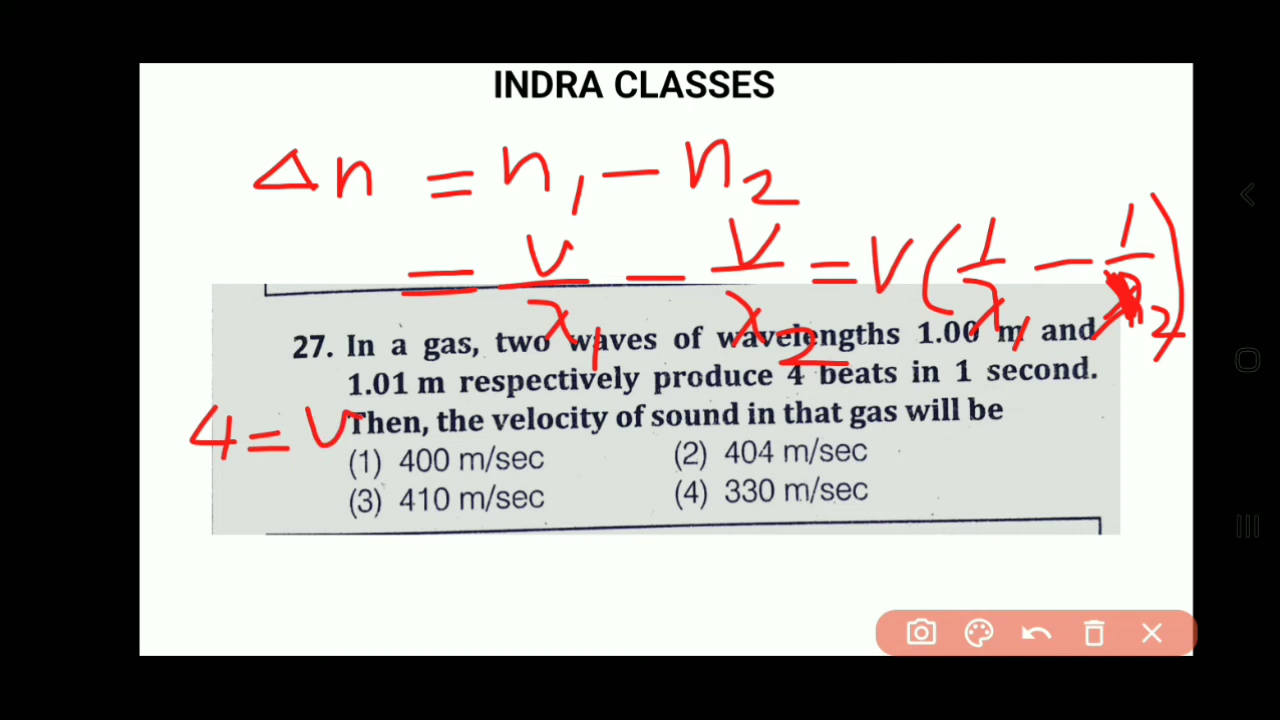 INDRA CLASSES
Δn = n₁ − n₂
= v/λ₁ − v/λ₂ = v(1/λ₁ − 1/λ₂)
27. In a gas, two waves of wavelengths 1.00 m and
1.01 m respectively produce 4 beats in 1 second.
Then, the velocity of sound in that gas will be
4 = v
(1) 400 m/sec (2) 404 m/sec
(3) 410 m/sec (4) 330 m/sec